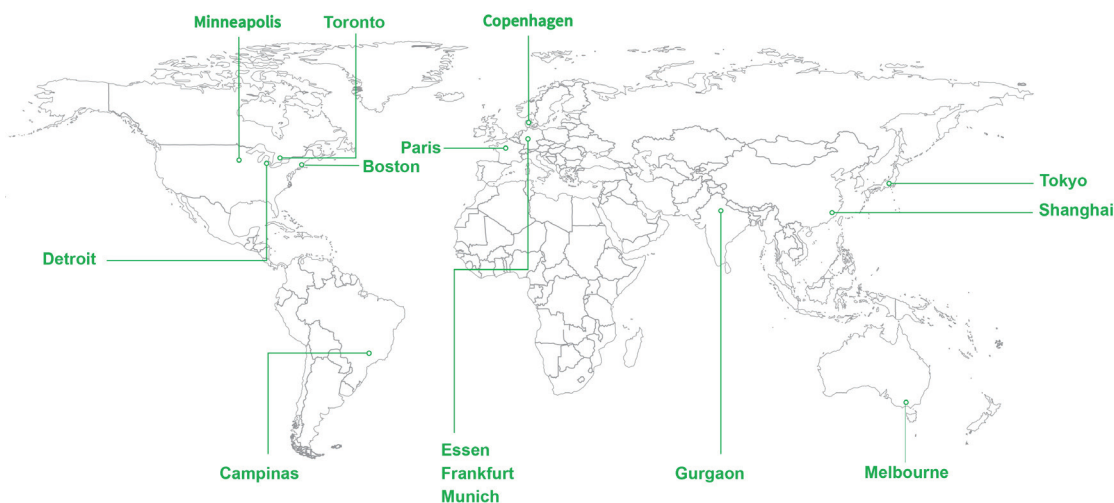 Minneapolis
Toronto
Copenhagen
Paris
Boston
Tokyo
Shanghai
Detroit
Essen
Frankfurt
Munich
Campinas
Gurgaon
Melbourne